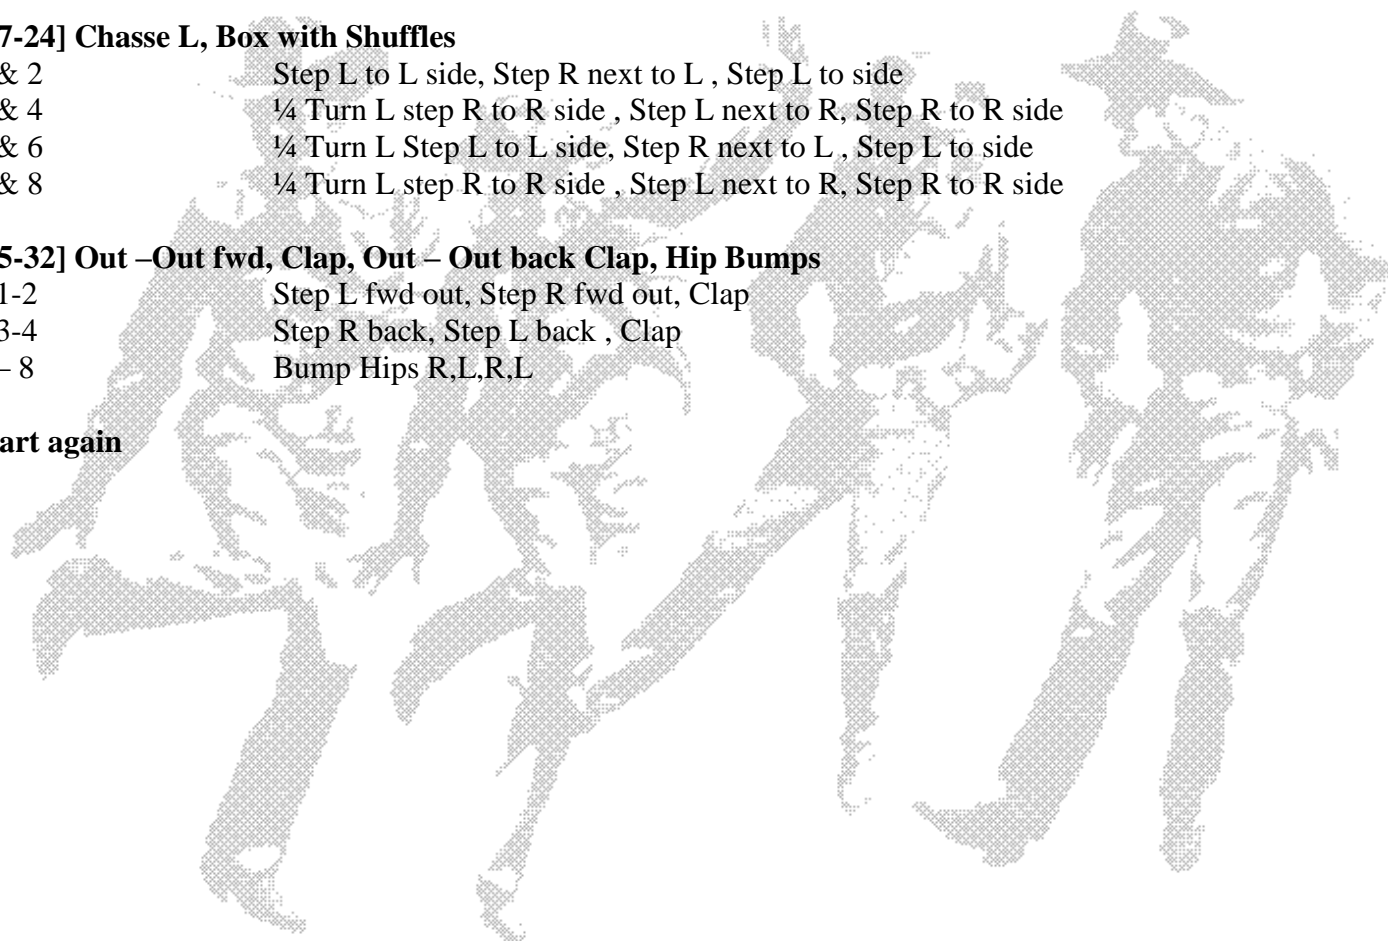 7-24] Chasse L, Box with Shuffles
& 2 Step L to L side, Step R next to L , Step L to side
& 4 ¼ Turn L step R to R side , Step L next to R, Step R to R side
& 6 ¼ Turn L Step L to L side, Step R next to L , Step L to side
& 8 ¼ Turn L step R to R side , Step L next to R, Step R to R side
5-32] Out –Out fwd, Clap, Out – Out back Clap, Hip Bumps
1-2 Step L fwd out, Step R fwd out, Clap
3-4 Step R back, Step L back , Clap
– 8 Bump Hips R,L,R,L
art again